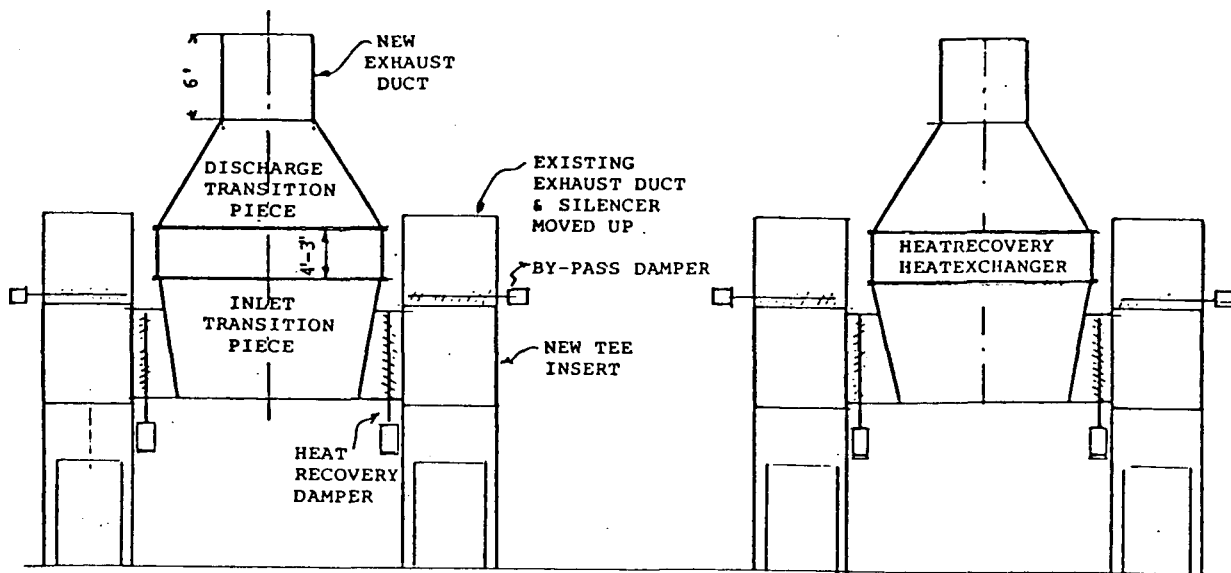 6'
NEW
EXHAUST
DUCT
DISCHARGE
TRANSITION
PIECE
EXISTING
EXHAUST DUCT
& SILENCER
MOVED UP
4'-3'
HEATRECOVERY
HEATEXCHANGER
BY-PASS DAMPER
INLET
TRANSITION
PIECE
NEW TEE
INSERT
HEAT
RECOVERY
DAMPER